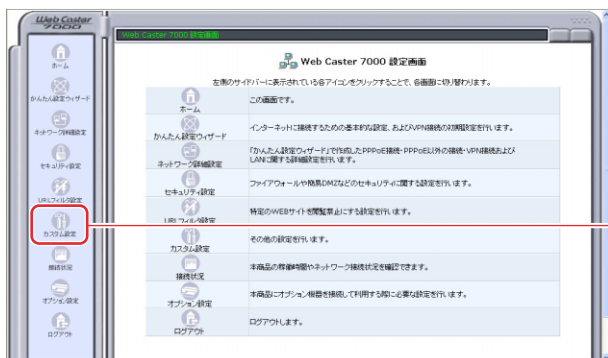 Web Caster
7000
Web Caster 7000 設定画面
ホーム
かんたん設定ウィザード
ネットワーク詳細設定
セキュリティ設定
URLフィルタ設定
カスタム設定
接続状況
オプション設定
ログアウト
Web Caster 7000 設定画面
左側のサイドバーに表示されている各アイコンをクリックすることで、各画面に切り替わります。
ホーム
この画面です。
かんたん設定ウィザード
インターネットに接続するための基本的な設定、およびVPN接続の初期設定を行います。
ネットワーク詳細設定
「かんたん設定ウィザード」で作成したPPPoE接続・PPPoE以外の接続・VPN接続および
LANに関する詳細設定を行います。
セキュリティ設定
ファイアウォールや簡易DMZなどのセキュリティに関する設定を行います。
URLフィルタ設定
特定のWEBサイトを閲覧禁止にする設定を行います。
カスタム設定
その他の設定を行います。
接続状況
本商品の稼働時間やネットワーク接続状況を確認できます。
オプション設定
本商品にオプション機器を接続して利用する際に必要な設定を行います。
ログアウト
ログアウトします。